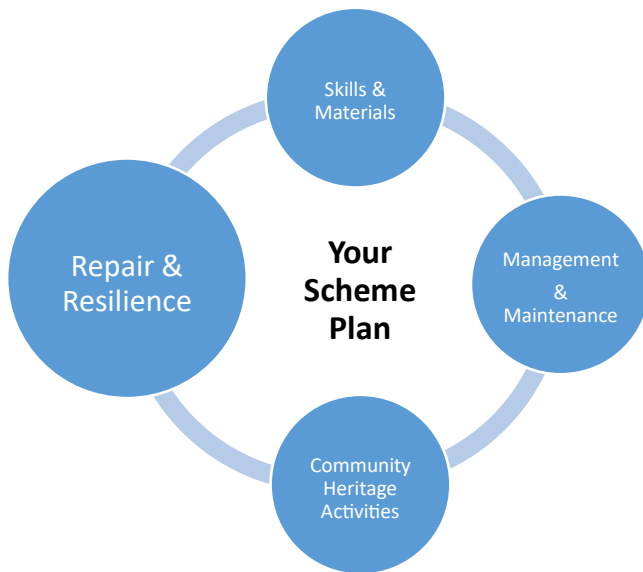 Skills &
Materials
Repair &
Resilience
Your
Scheme
Plan
Management
&
Maintenance
Community
Heritage
Activities